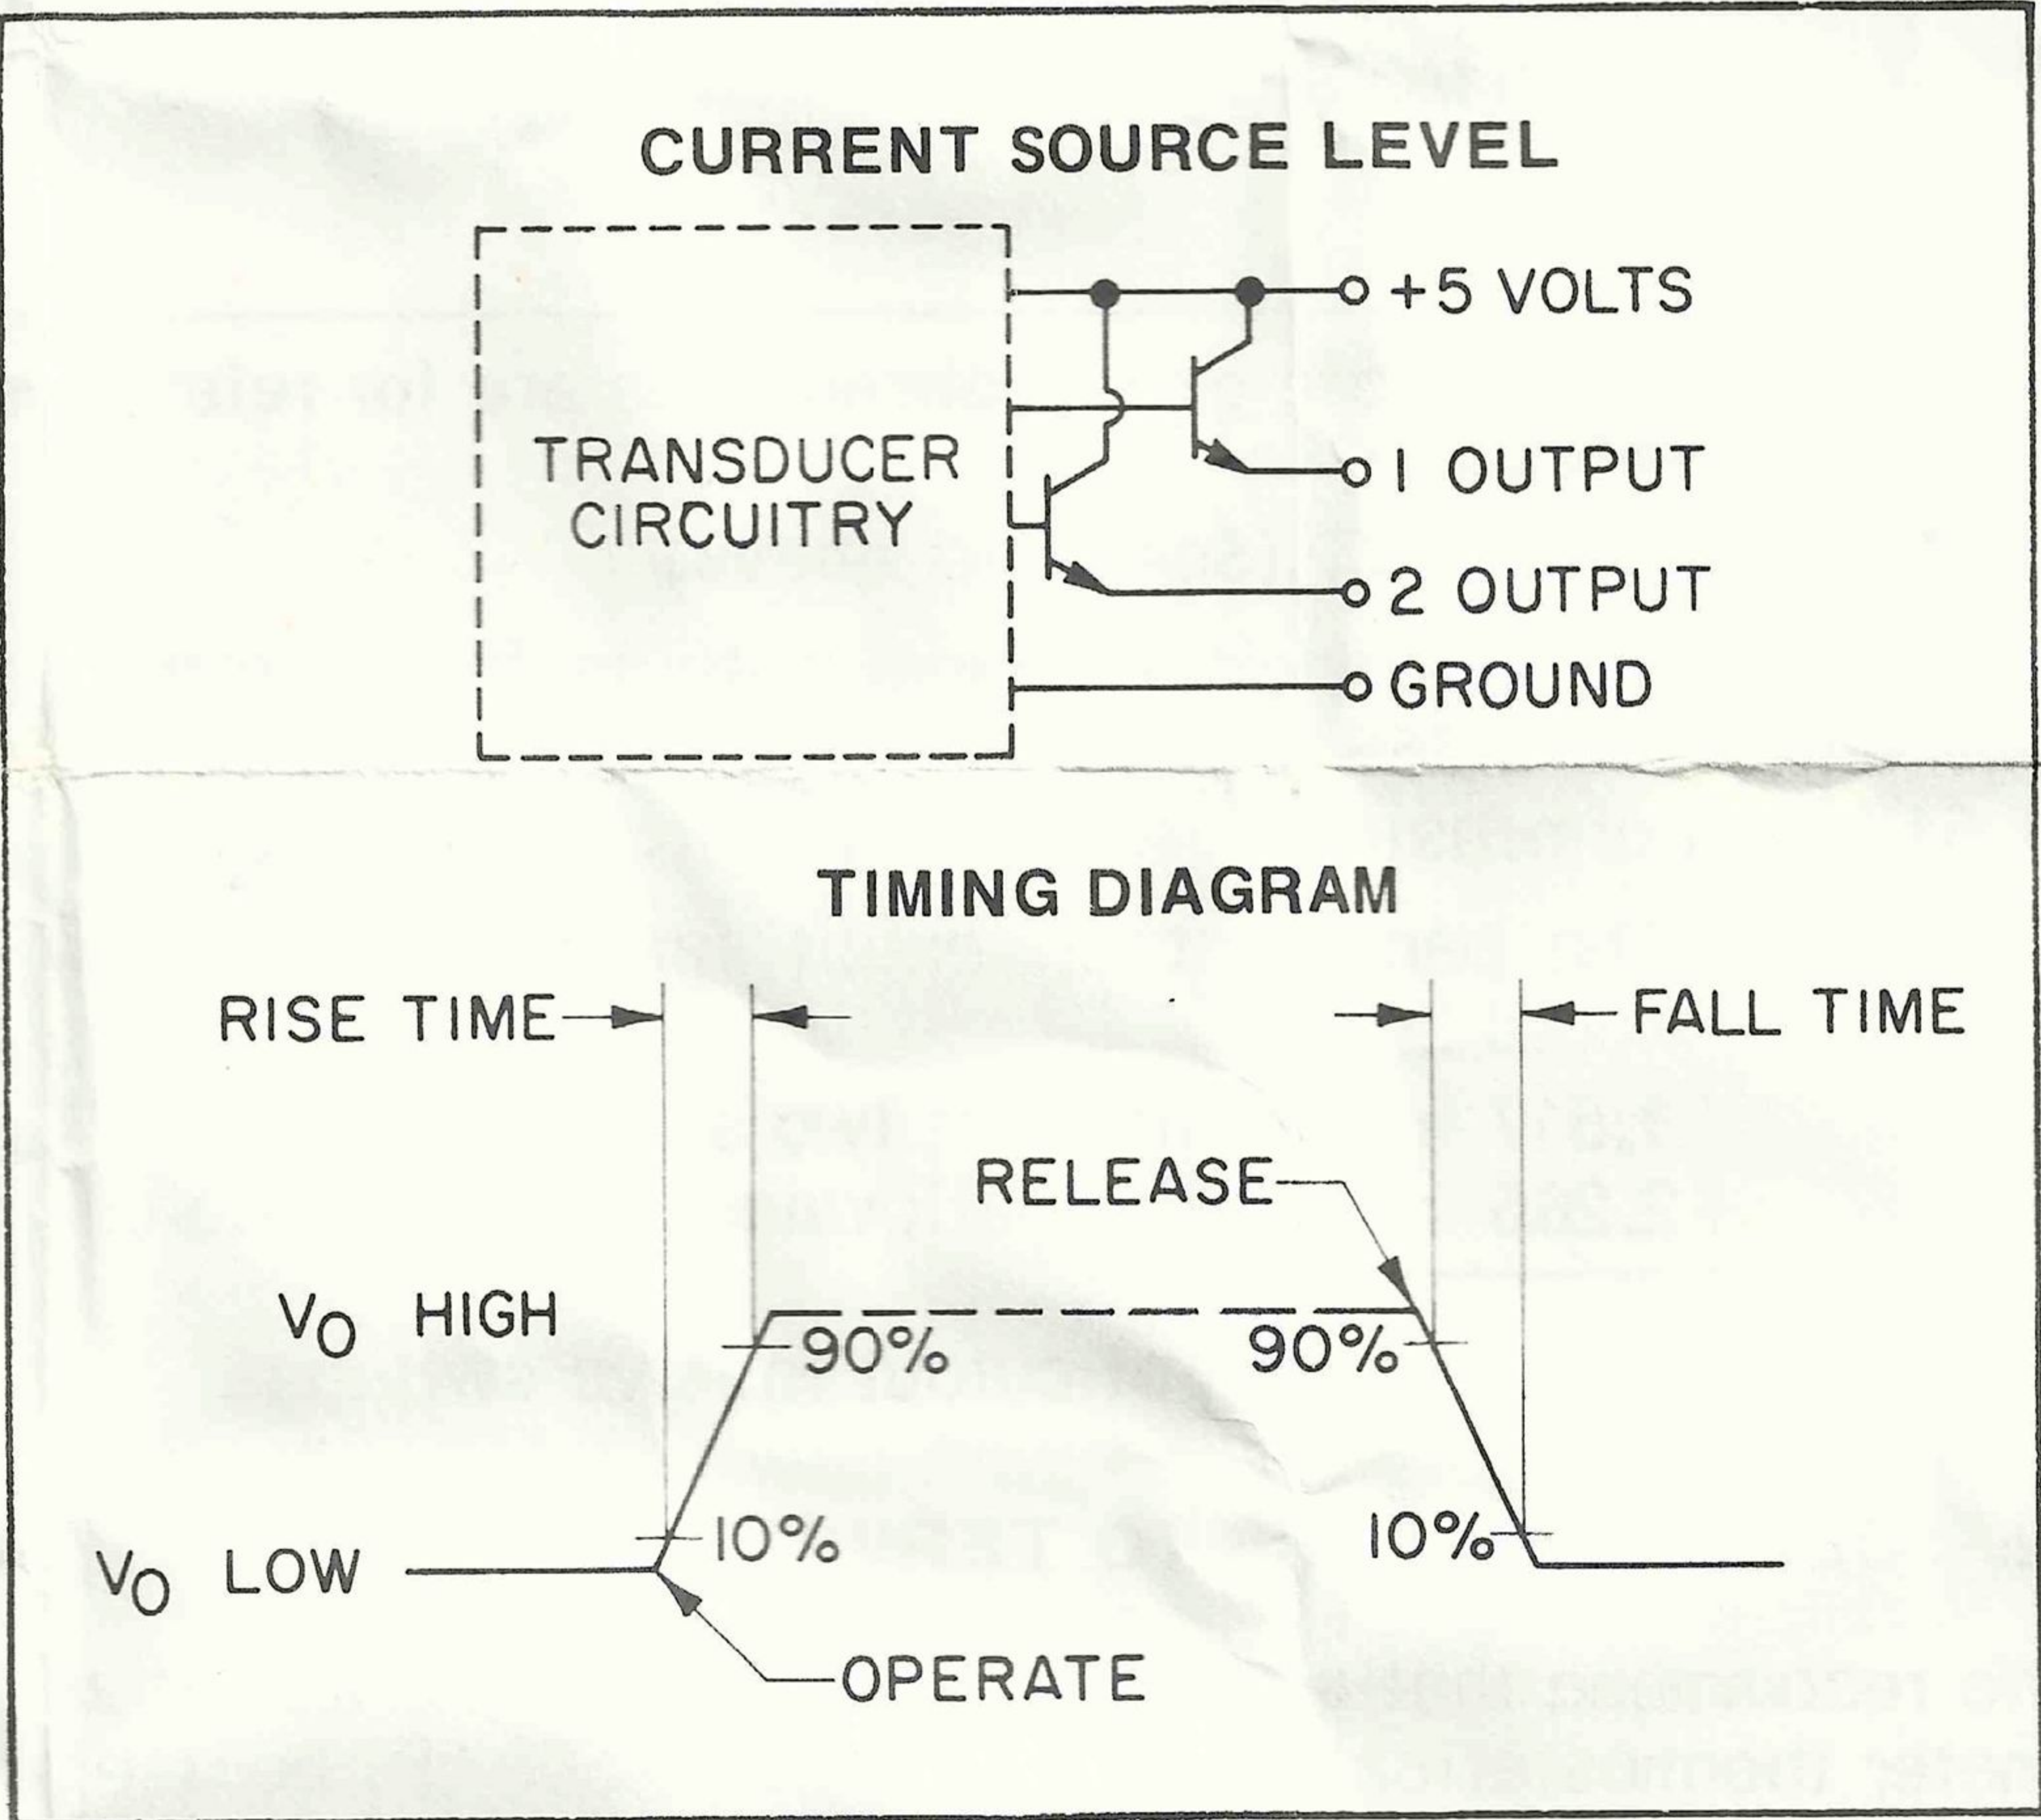 CURRENT SOURCE LEVEL
+5 VOLTS
TRANSDUCER
CIRCUITRY
1 OUTPUT
2 OUTPUT
GROUND
TIMING DIAGRAM
RISE TIME
FALL TIME
RELEASE
VO HIGH
90%
90%
10%
10%
VO LOW
OPERATE